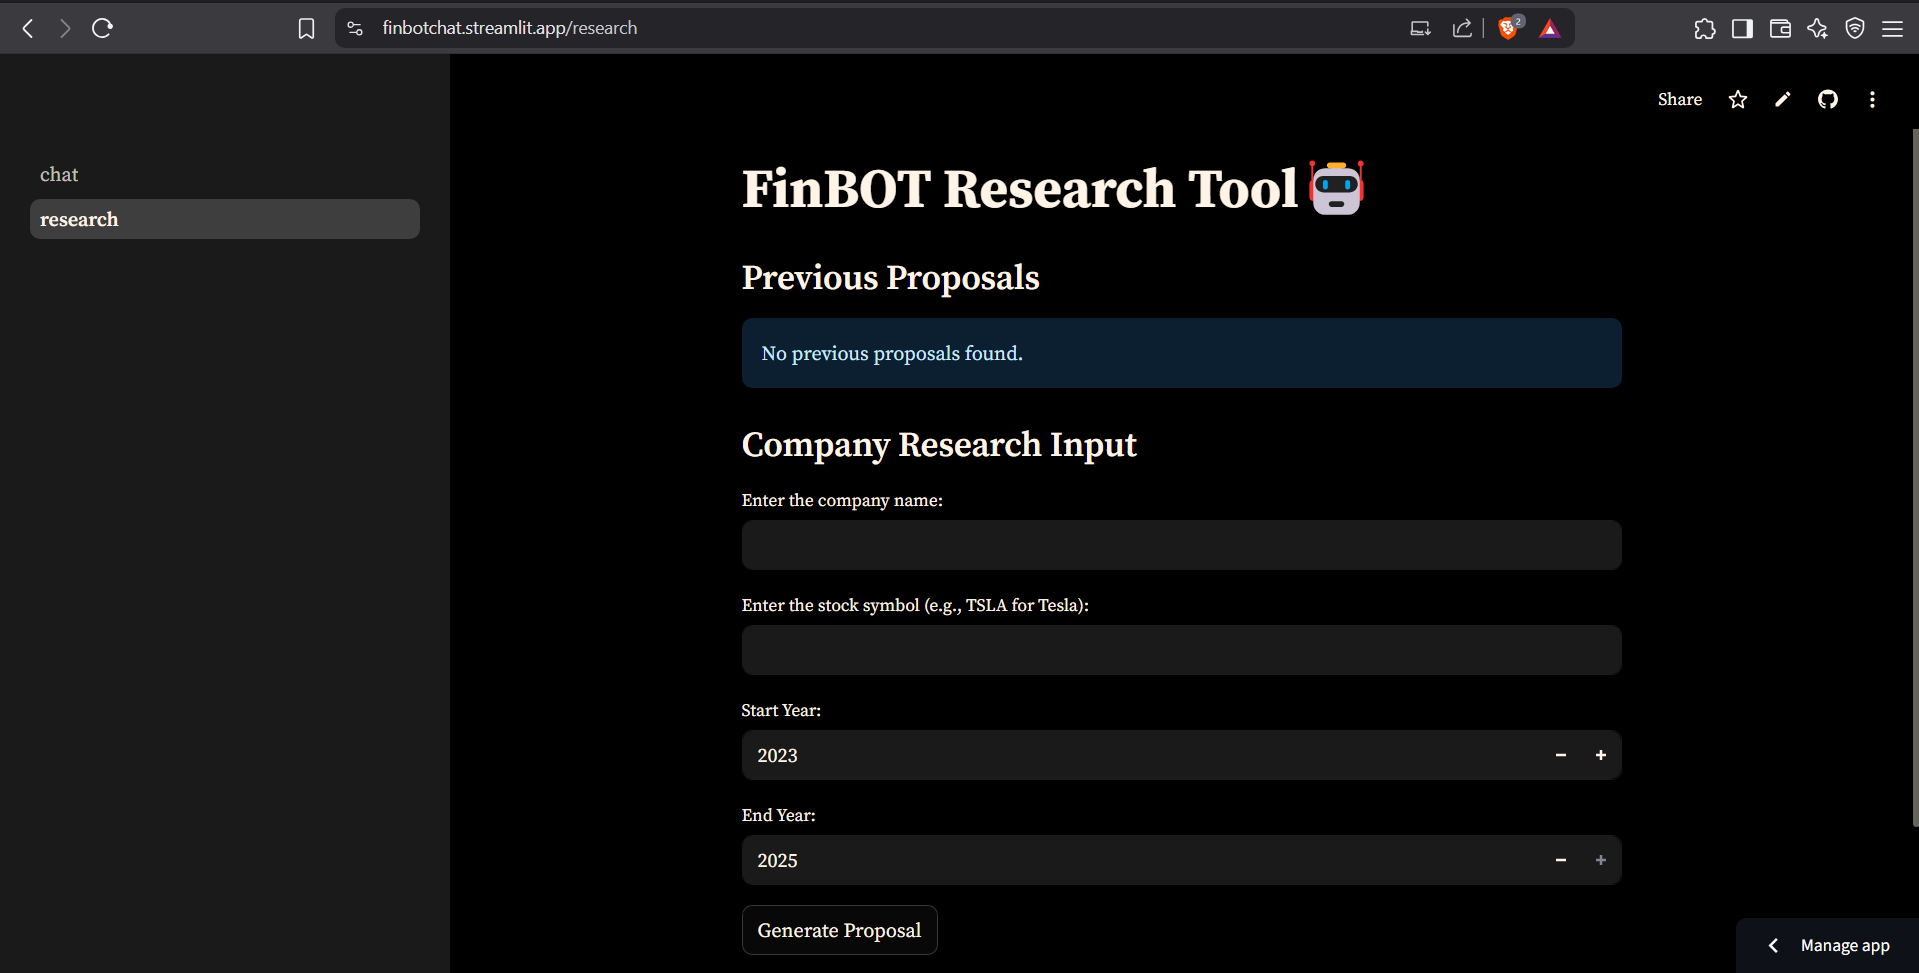 finbotchat.streamlit.app/research
2
Share
chat
research
FinBOT Research Tool
Previous Proposals
No previous proposals found.
Company Research Input
Enter the company name:
Enter the stock symbol (e.g., TSLA for Tesla):
Start Year:
2023
End Year:
2025
Generate Proposal
Manage app